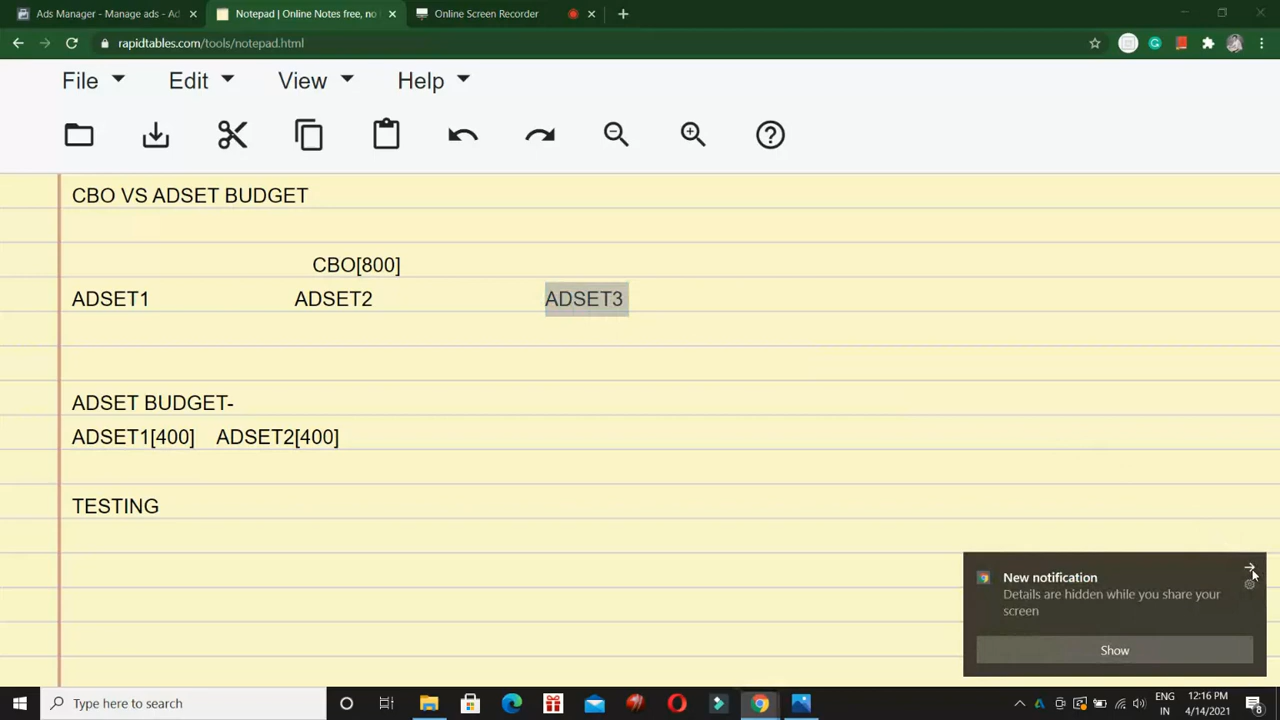 Ads Manager - Manage ads - Ad
Notepad | Online Notes free, no
Online Screen Recorder
rapidtables.com/tools/notepad.html
File Edit View Help
CBO VS ADSET BUDGET
CBO[800]
ADSET1 ADSET2 ADSET3
ADSET BUDGET-
ADSET1[400] ADSET2[400]
TESTING
New notification
Details are hidden while you share your
screen
Show
Type here to search
ENG
IN
12:16 PM
4/14/2021
8